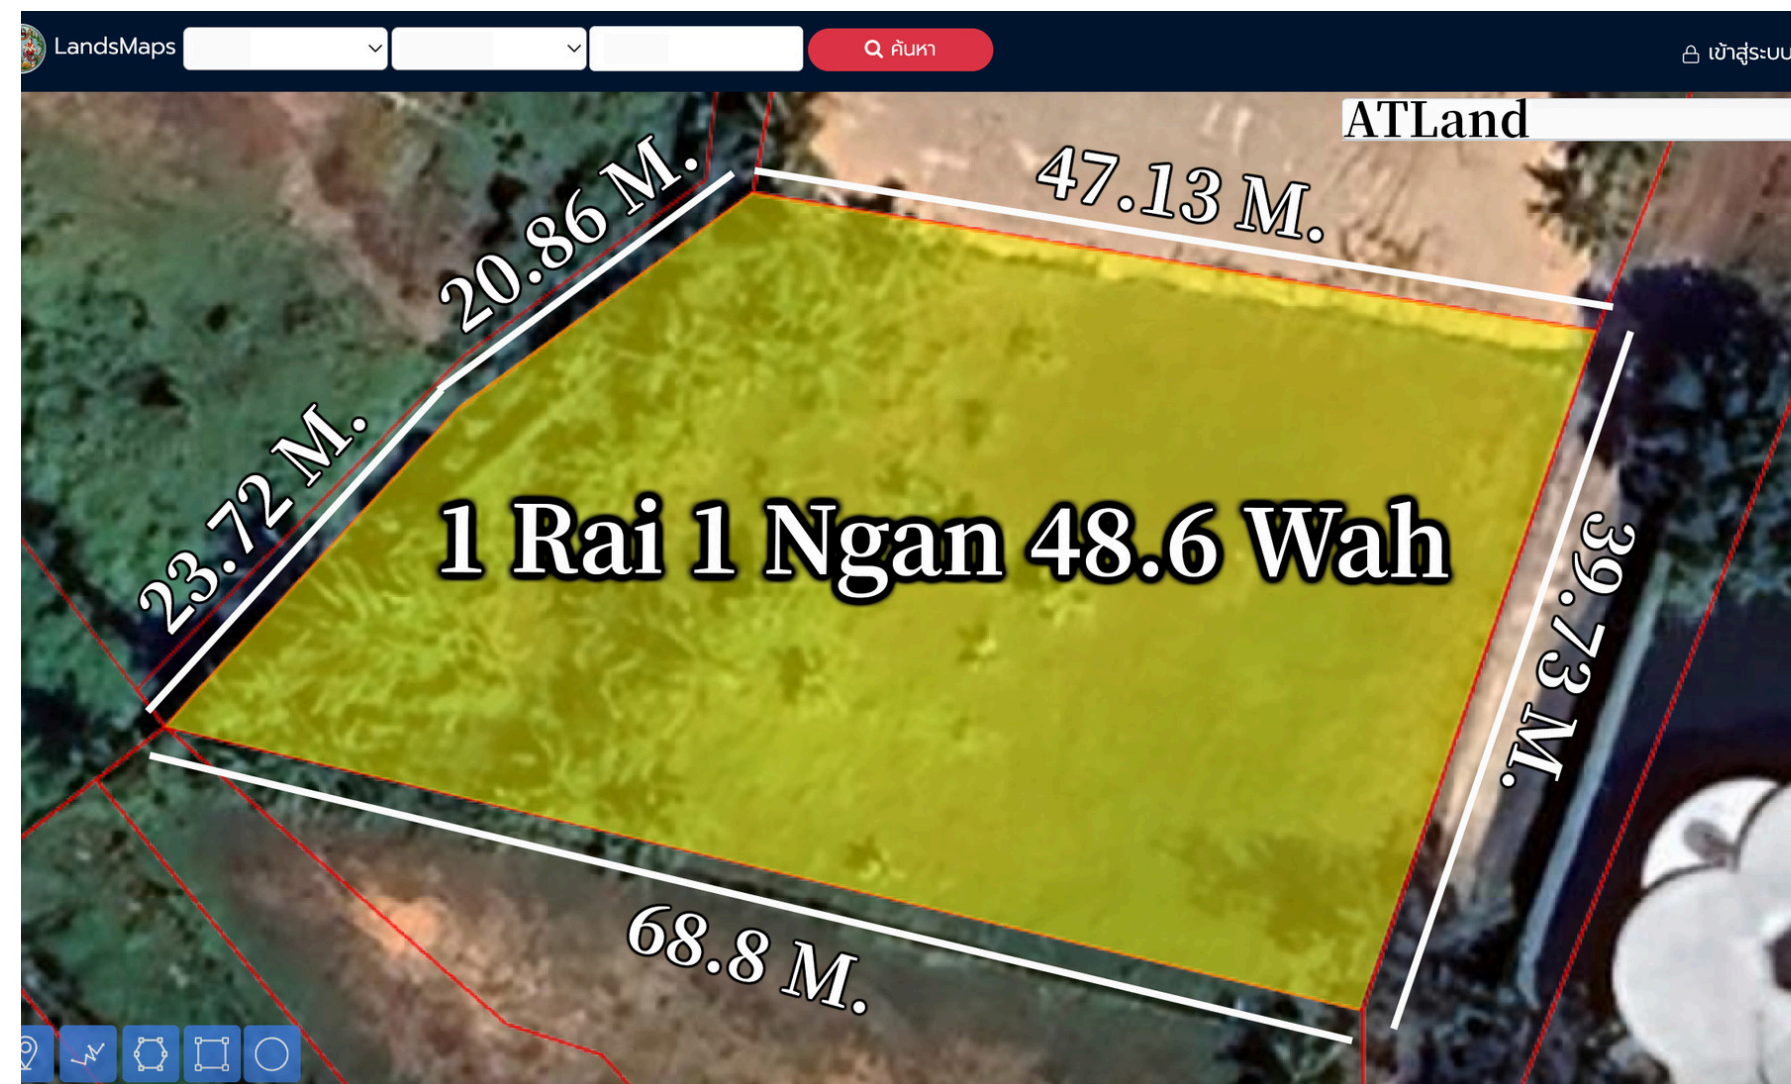 LandsMaps
ค้นหา
เข้าสู่ระบบ
ATLand
47.13 M.
20.86 M.
23.72 M.
1 Rai 1 Ngan 48.6 Wah
39.73 M.
68.8 M.